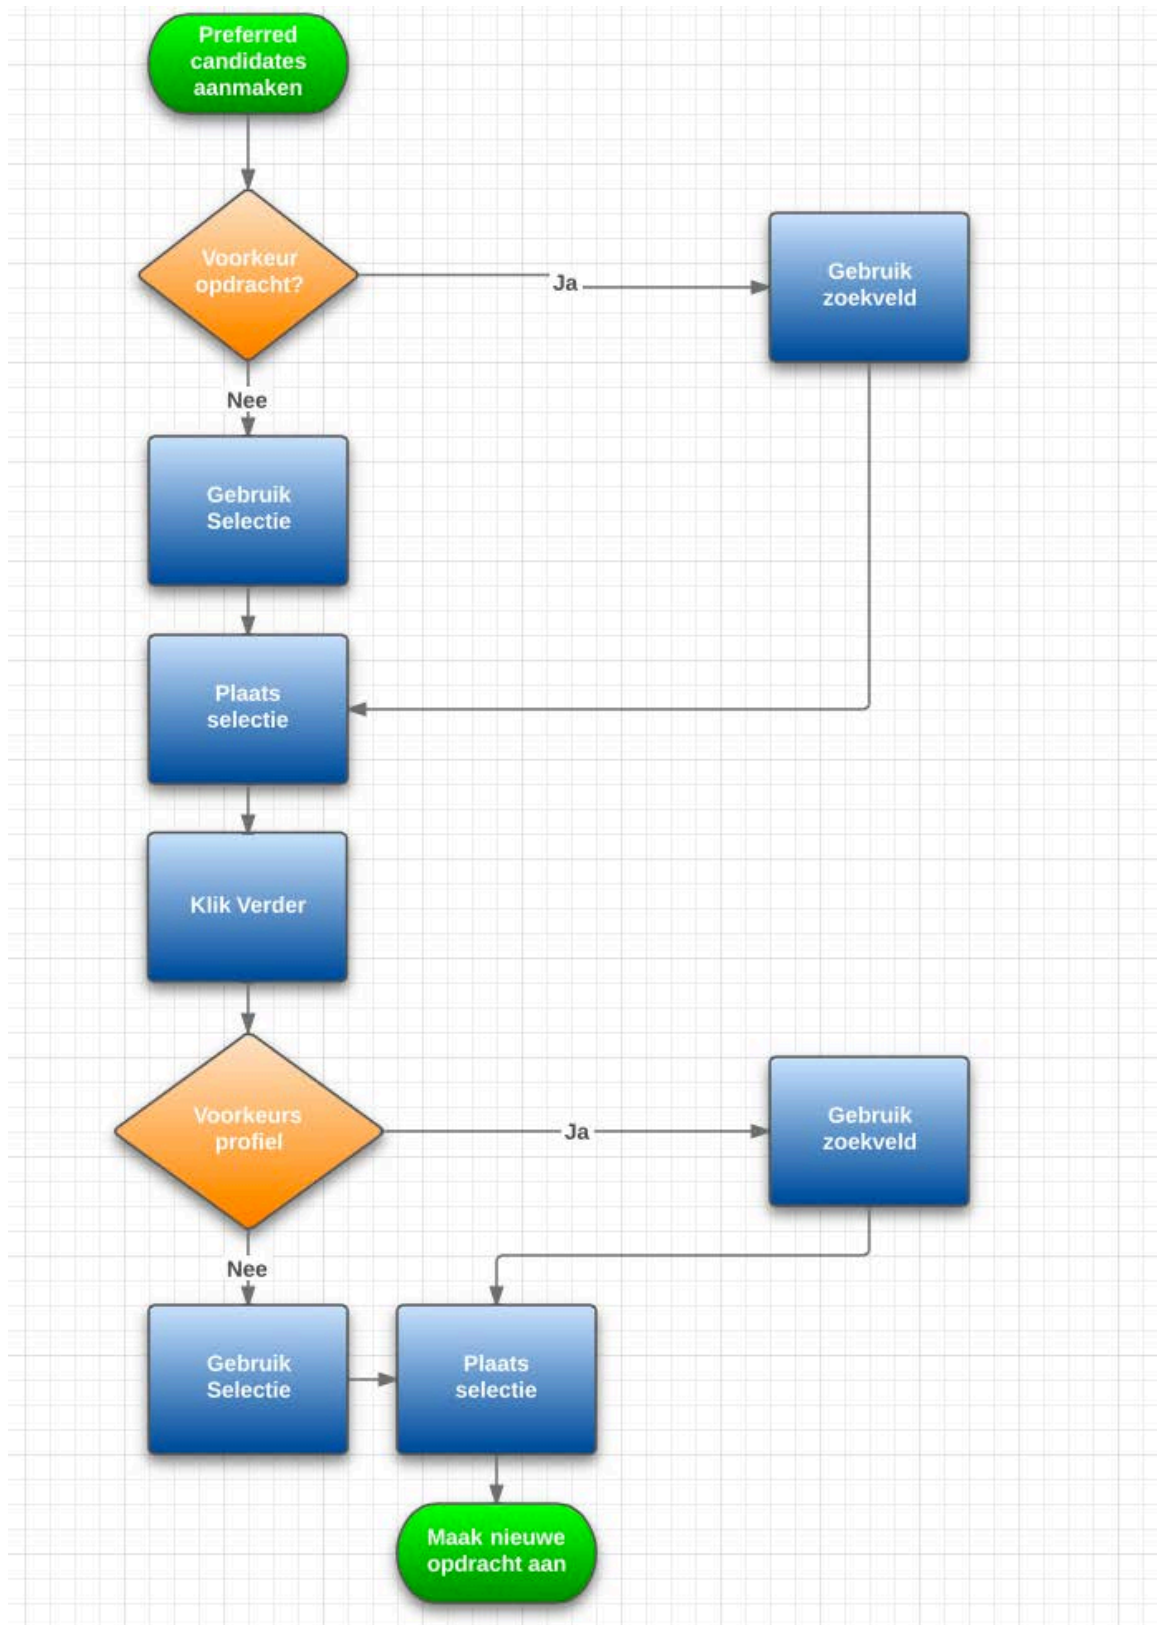 Preferred
candidates
aanmaken
Voorkeur
opdracht?
Ja
Gebruik
zoekveld
Nee
Gebruik
Selectie
Plaats
selectie
Klik Verder
Voorkeurs
profiel
Ja
Gebruik
zoekveld
Nee
Gebruik
Selectie
Plaats
selectie
Maak nieuwe
opdracht aan